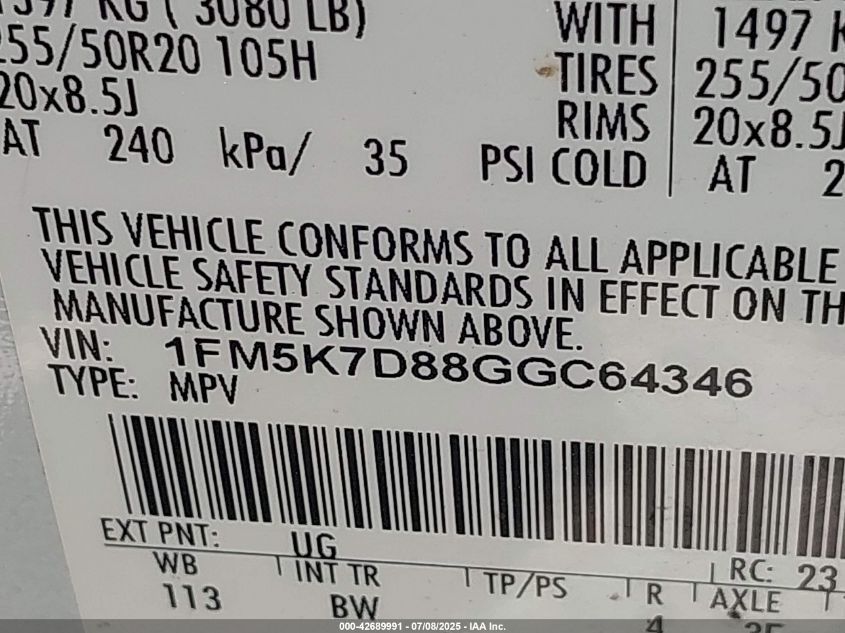 KG ( 3080 LB)
255/50R20 105H
20x8.5J
AT 240 kPa/ 35 PSI COLD
WITH 1497 K
TIRES 255/50
RIMS 20x8.5J
AT 2
THIS VEHICLE CONFORMS TO ALL APPLICABLE
VEHICLE SAFETY STANDARDS IN EFFECT ON TH
MANUFACTURE SHOWN ABOVE.
VIN: 1FM5K7D88GGC64346
TYPE: MPV
EXT PNT: UG RC: 23
WB INT TR TP/PS R AXLE
113 BW 4
000-42689991 - 07/08/2025 - IAA Inc.